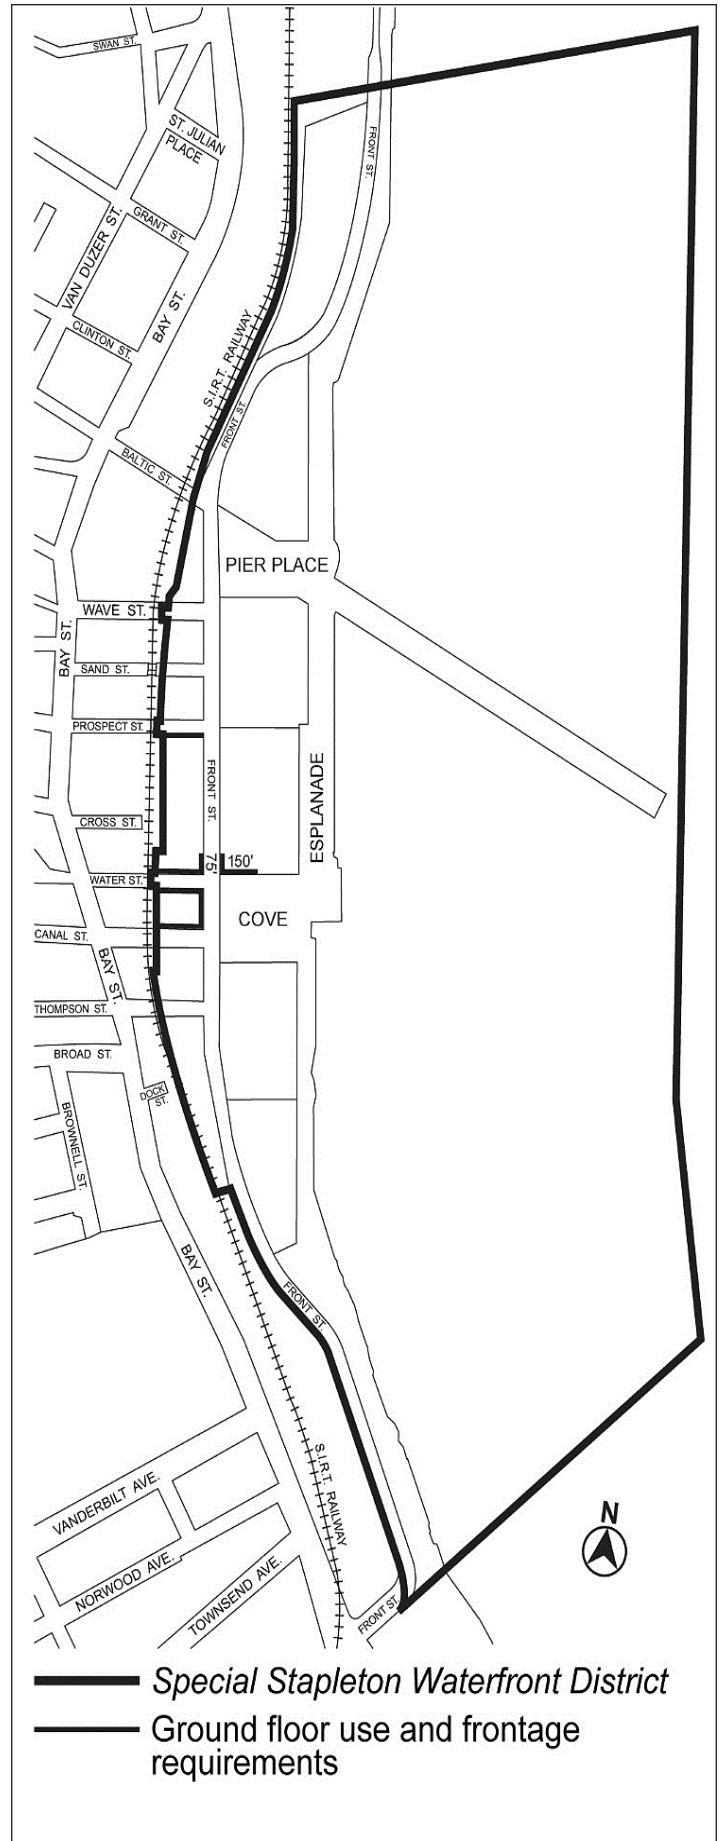 SWAN ST.
ST. JULIAN
PLACE
FRONT ST.
GRANT ST.
VAN DUZER ST.
BAY ST.
CLINTON ST.
S.I.R.T. RAILWAY
FRONT ST.
BALTIC ST.
PIER PLACE
WAVE ST.
BAY ST.
SAND ST.
PROSPECT ST.
FRONT ST.
ESPLANADE
CROSS ST.
75'
150'
WATER ST.
COVE
CANAL ST.
BAY ST.
THOMPSON ST.
BROAD ST.
DOCK
ST.
BROWNELL ST.
BAY ST.
FRONT ST.
S.I.R.T. RAILWAY
VANDERBILT AVE.
N
NORWOOD AVE.
TOWNSEND AVE.
FRONT ST.
Special Stapleton Waterfront District
Ground floor use and frontage
requirements